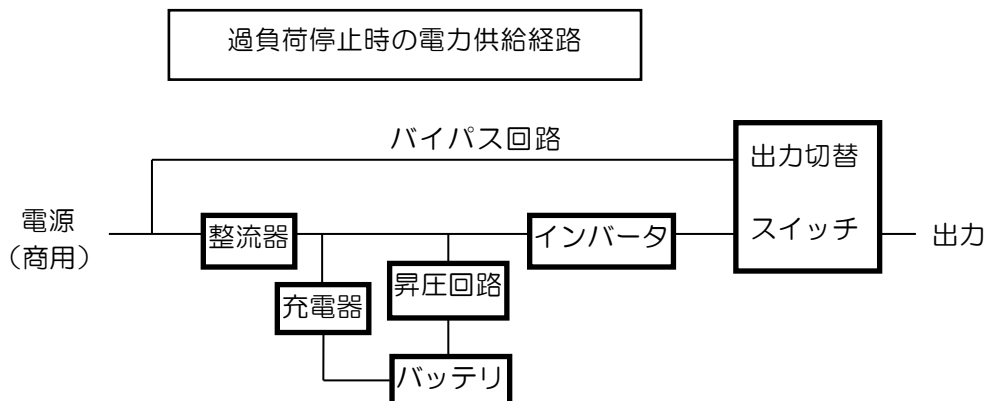 過負荷停止時の電力供給経路
バイパス回路
出力切替
スイッチ
電源
（商用）
整流器
インバータ
出力
充電器
昇圧回路
バッテリ